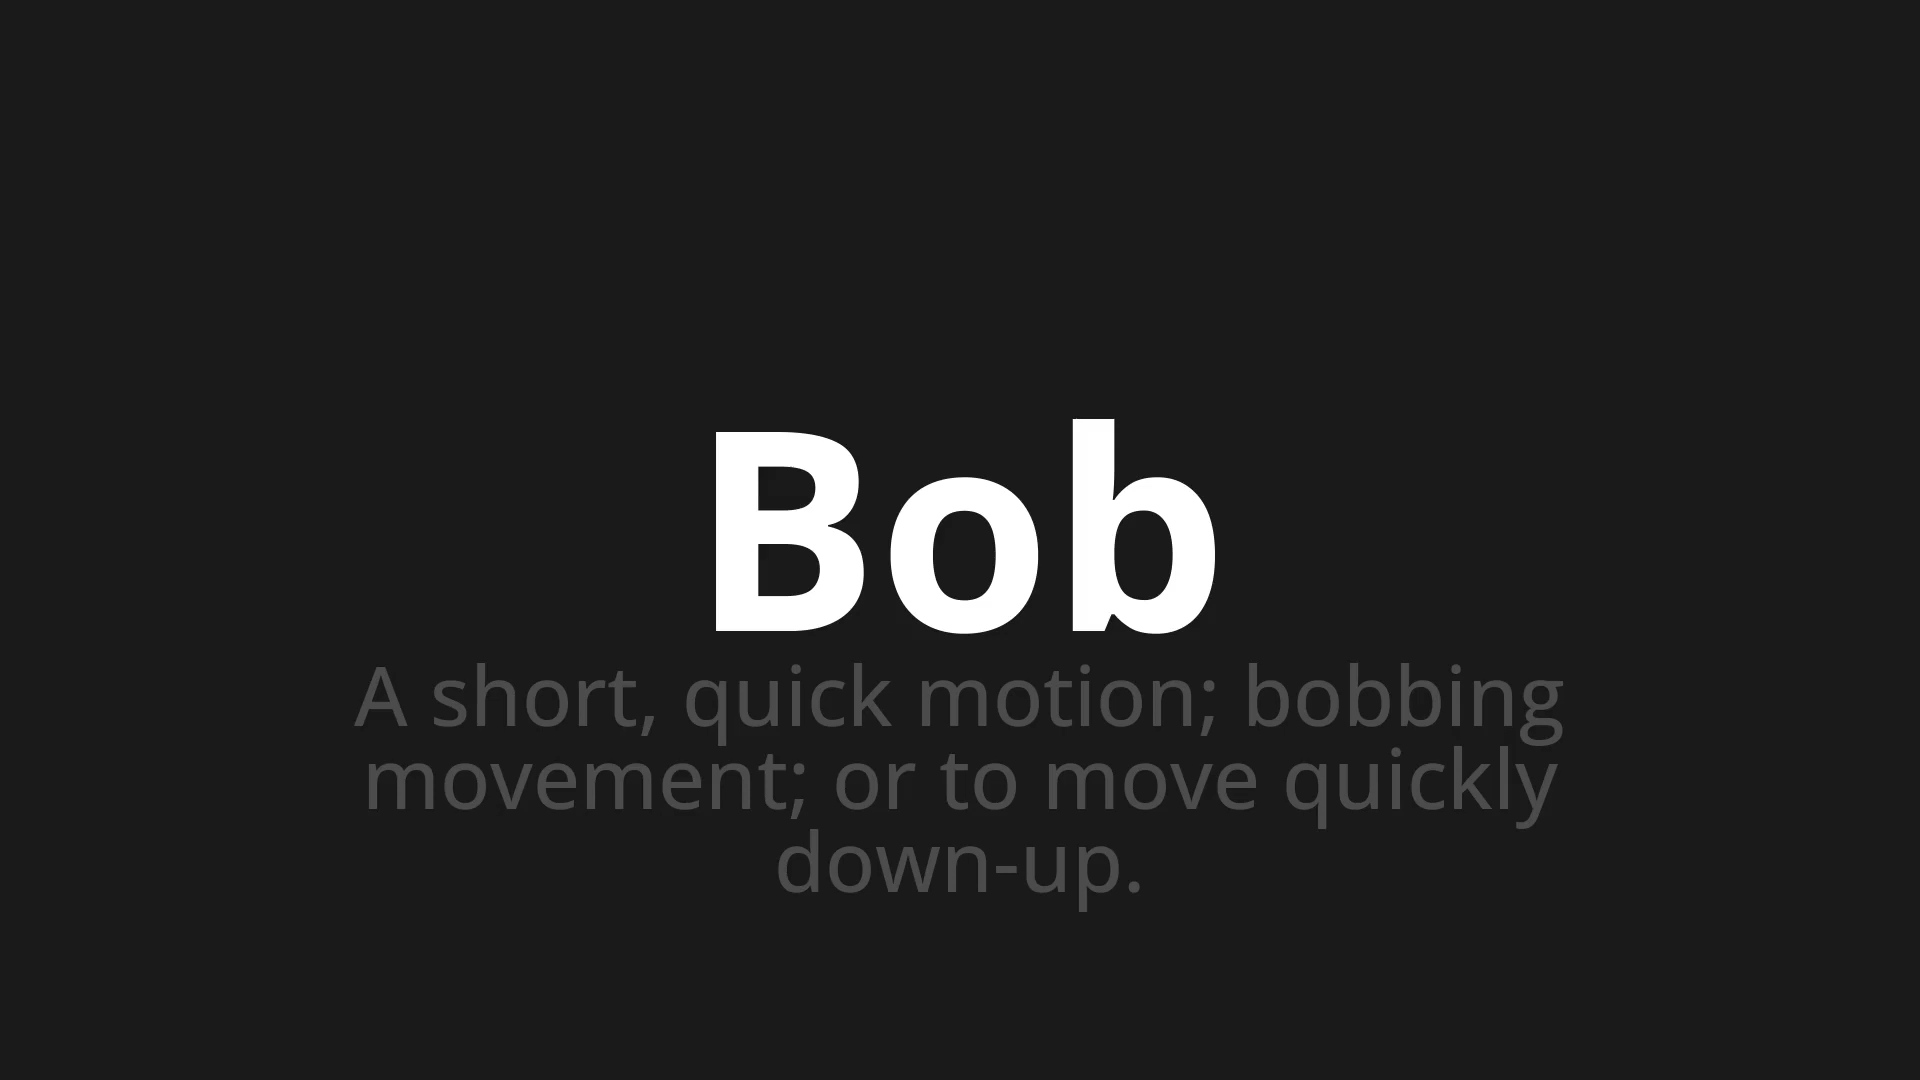 Bob
A short, quick motion; bobbing
movement; or to move quickly
down-up.